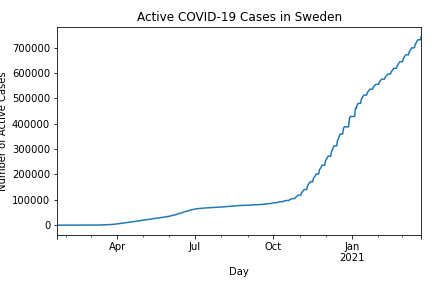 Active COVID-19 Cases in Sweden
700000
600000
500000
400000
300000
200000
100000
0
Number of Active Cases
Apr
Jul
Oct
Jan
2021
Day